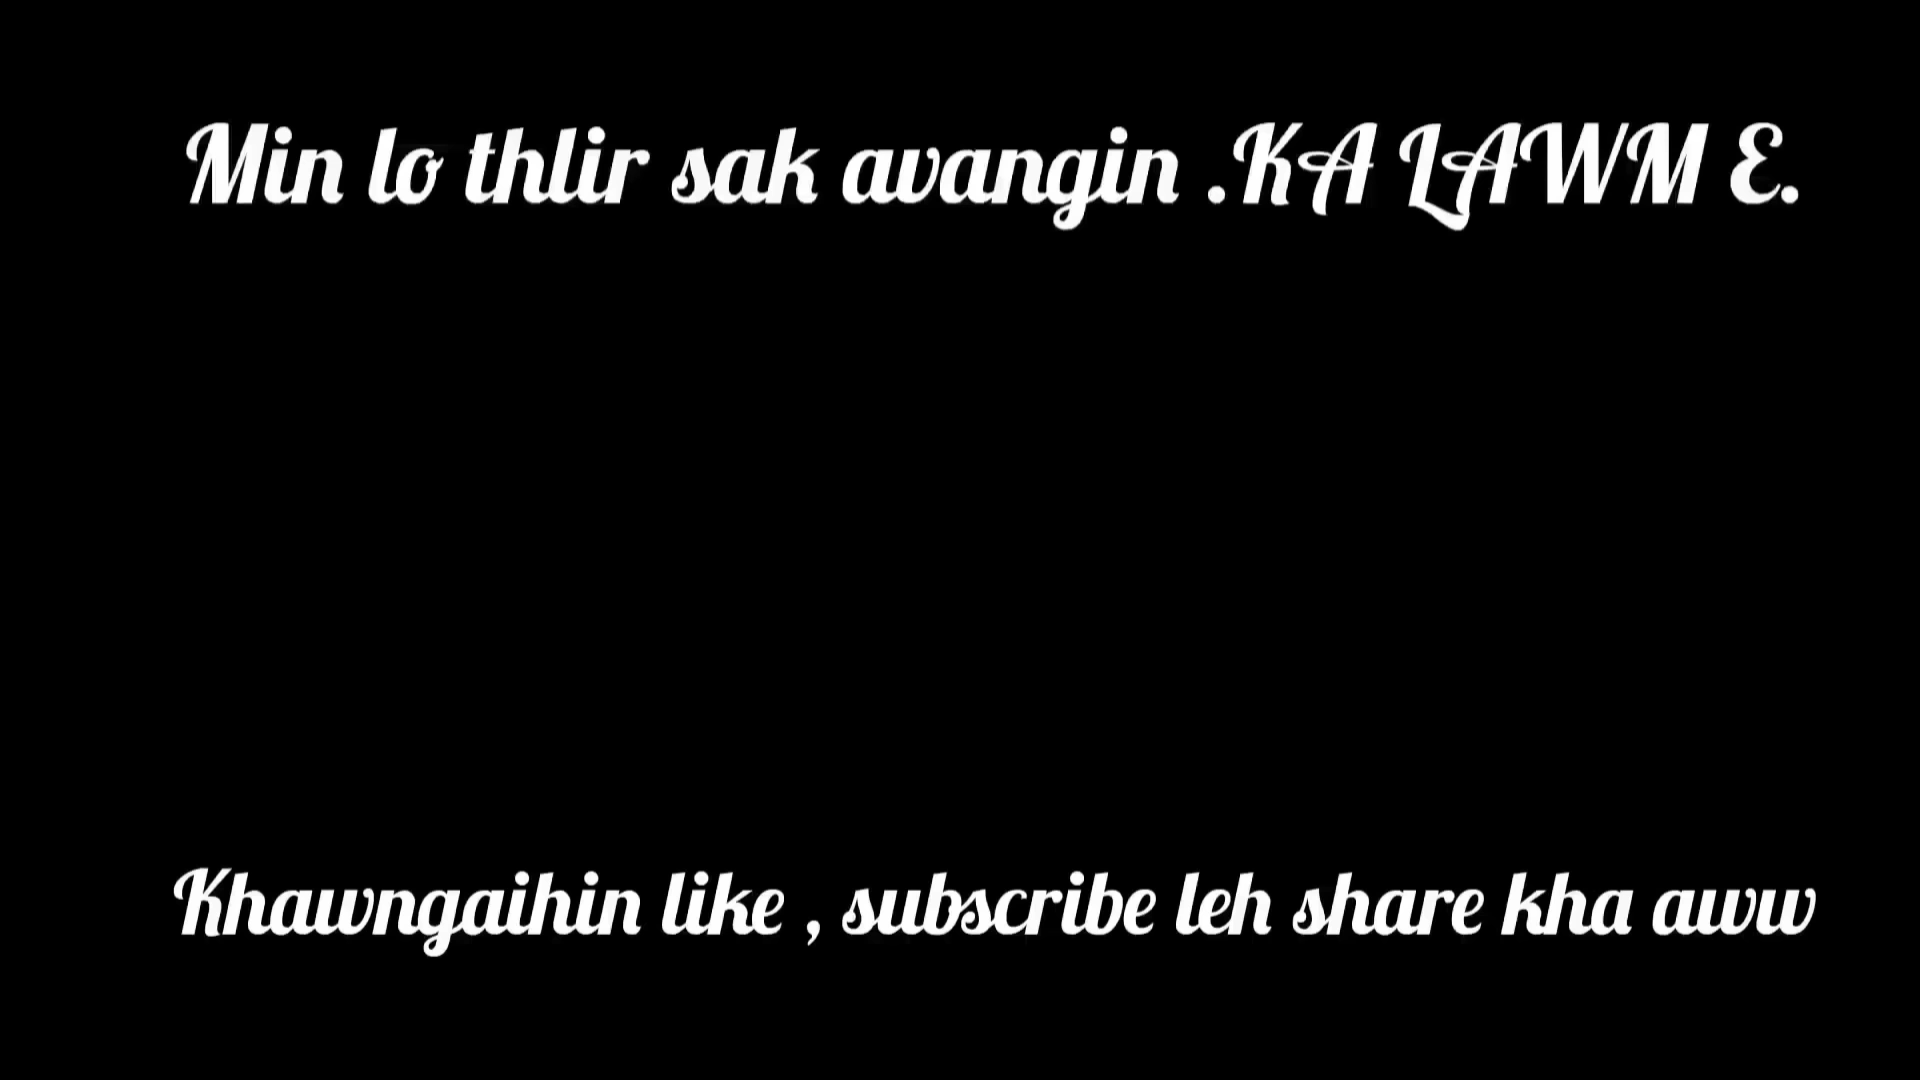 Min lo thlir sak avangin .KA LAWM E.
Khawngaihin like , subscribe leh share kha aww